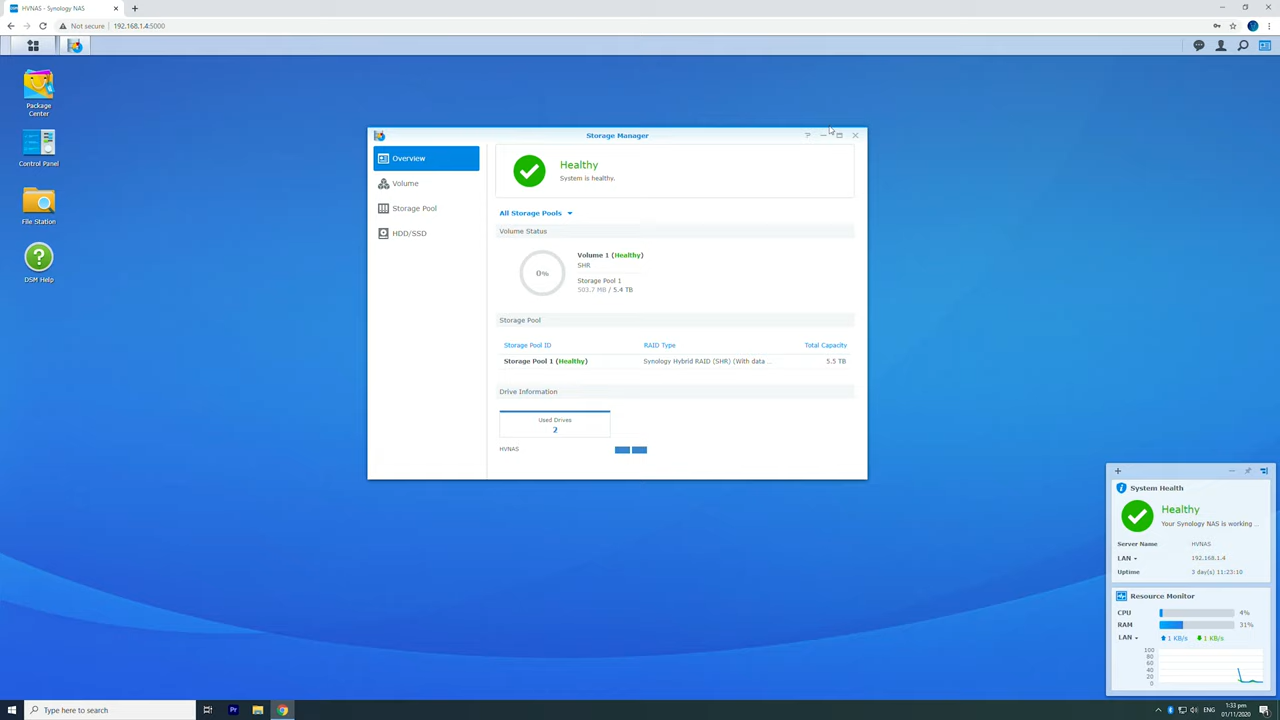 HVNAS - Synology NAS
Not secure
192.168.1.4:5000
Package
Center
Control Panel
File Station
DSM Help
Storage Manager
Overview
Volume
Storage Pool
HDD/SSD
Healthy
System is healthy.
All Storage Pools
Volume Status
0%
Volume 1 (Healthy)
SHR
Storage Pool 1
503.7 MB / 5.4 TB
Storage Pool
Storage Pool ID RAID Type Total Capacity
Storage Pool 1 (Healthy) Synology Hybrid RAID (SHR) (With data ... 5.5 TB
Drive Information
Used Drives
2
HVNAS
System Health
Healthy
Your Synology NAS is working ...
Server Name HVNAS
LAN 192.168.1.4
Uptime 3 day(s) 11:23:10
Resource Monitor
CPU 4%
RAM 31%
LAN 1 KB/s 1 KB/s
100
80
60
40
20
0
Type here to search
Pr
ENG
1:33 pm
01/11/2020